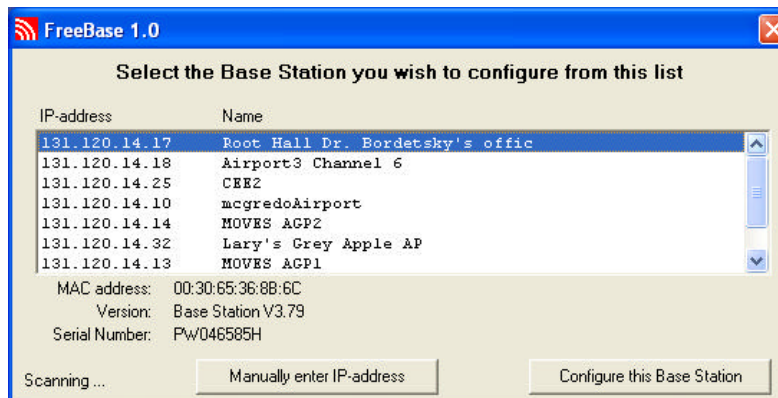 FreeBase 1.0
Select the Base Station you wish to configure from this list
IP-address Name
131.120.14.17 Root Hall Dr. Bordetsky's offic
131.120.14.18 Airport3 Channel 6
131.120.14.25 CEE2
131.120.14.10 mcgredoAirport
131.120.14.14 MOVES AGP2
131.120.14.32 Lary's Grey Apple AP
131.120.14.13 MOVES AGP1
MAC address: 00:30:65:36:8B:6C
Version: Base Station V3.79
Serial Number: PW046585H
Scanning ... Manually enter IP-address Configure this Base Station